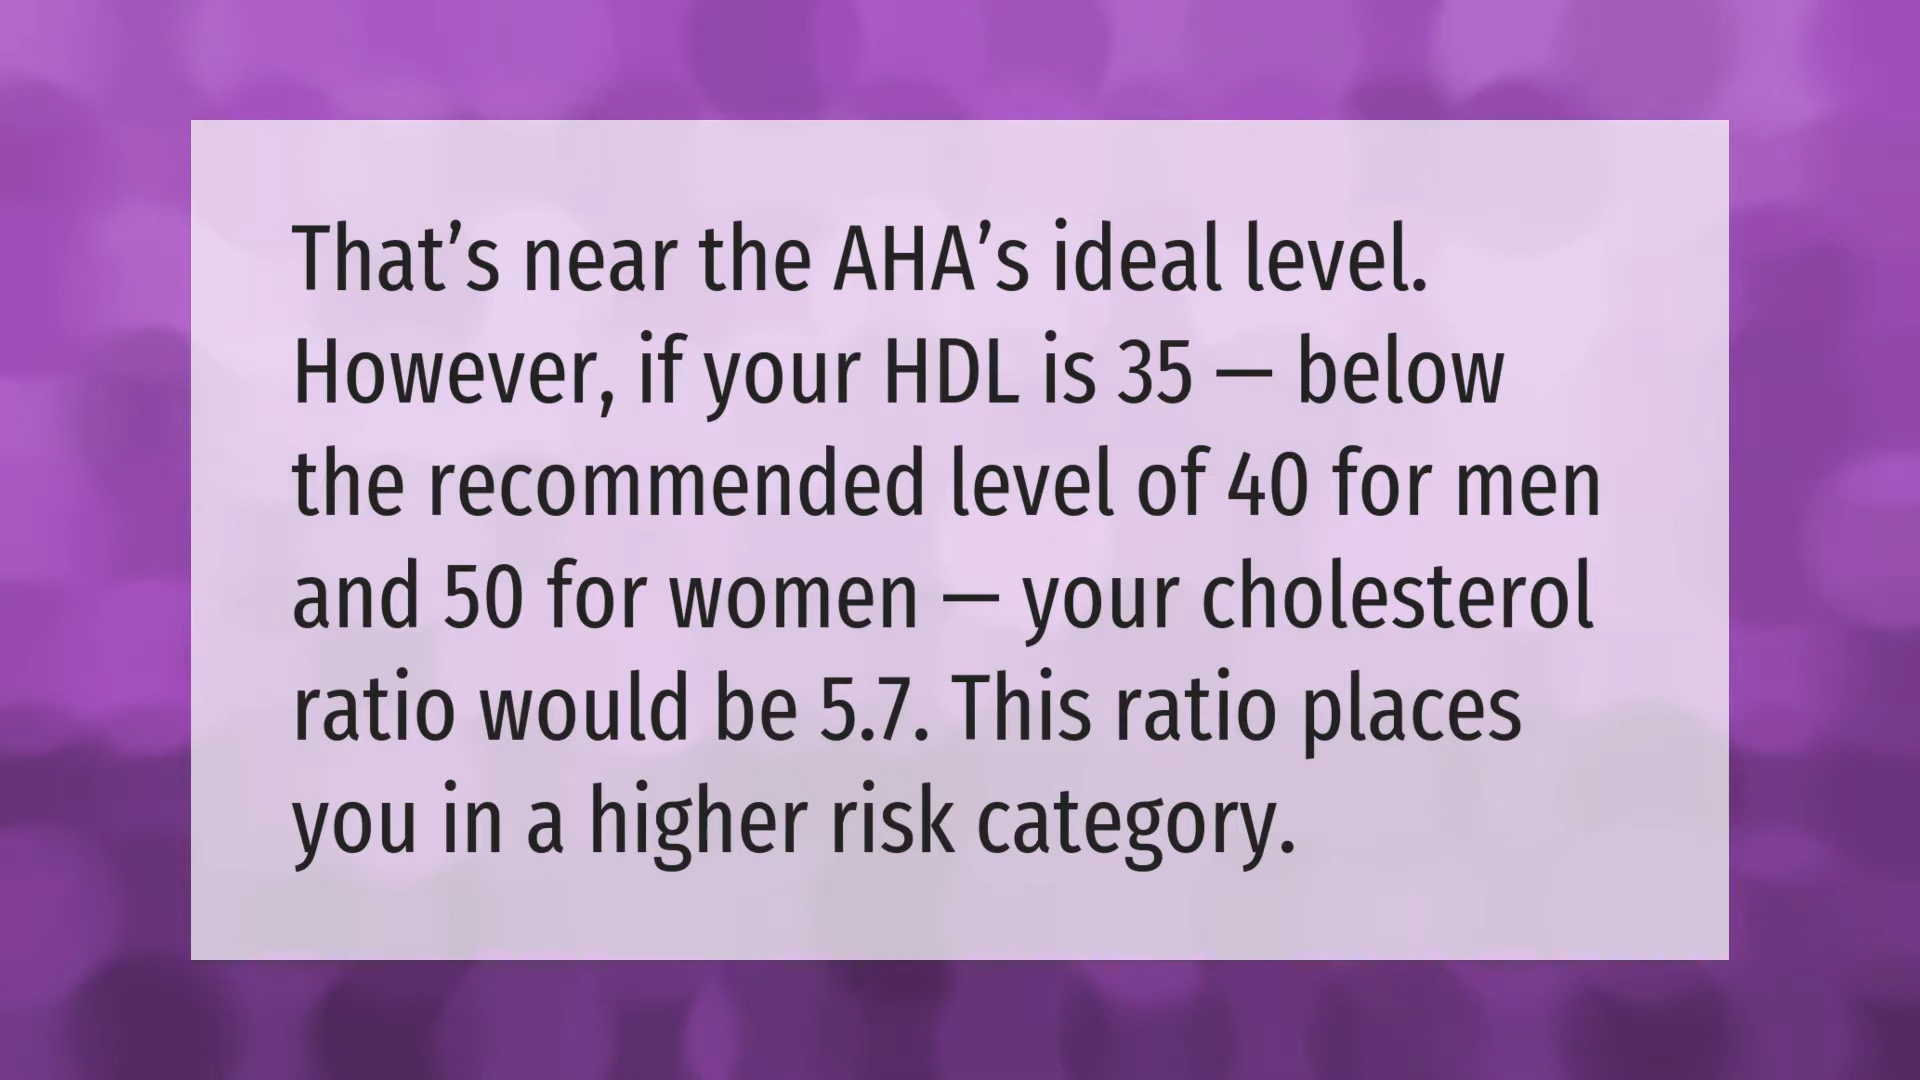 That’s near the AHA’s ideal level.
However, if your HDL is 35 — below
the recommended level of 40 for men
and 50 for women — your cholesterol
ratio would be 5.7. This ratio places
you in a higher risk category.